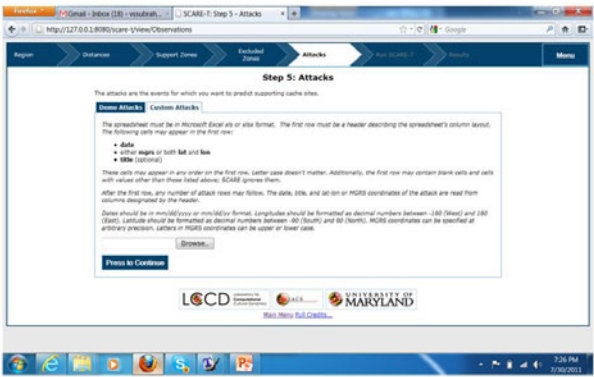 Firefox
Gmail - Inbox (18) - vssubrah...
SCARE-T: Step 5 - Attacks
http://127.0.0.1:8080/scare-t/view/Observations
Google
Region
Distances
Support Zones
Excluded Zones
Attacks
Run SCARE-T
Results
Menu
Step 5: Attacks
The attacks are the events for which you want to predict supporting cache sites.
Demo Attacks
Custom Attacks
The spreadsheet must be in Microsoft Excel xls or xlsx format. The first row must be a header describing the spreadsheet's column layout.
The following cells may appear in the first row:
• date
• either mgrs or both lat and lon
• title (optional)
These cells may appear in any order on the first row. Letter case doesn't matter. Additionally, the first row may contain blank cells and cells
with values other than those listed above; SCARE ignores them.
After the first row, any number of attack rows may follow. The date, title, and lat-lon or MGRS coordinates of the attack are read from
columns designated by the header.
Dates should be in mm/dd/yyyy or mm/dd/yy format. Longitudes should be formatted as decimal numbers between -180 (West) and 180
(East). Latitude should be formatted as decimal numbers between -90 (South) and 90 (North). MGRS coordinates can be specified at
arbitrary precision. Letters in MGRS coordinates can be upper or lower case.
Browse..
Press to Continue
LCCD
Laboratory for
Computational
Cultural Dynamics
UNIVERSITY OF
MARYLAND
Main Menu Full Credits...
7:26 PM
7/30/2011